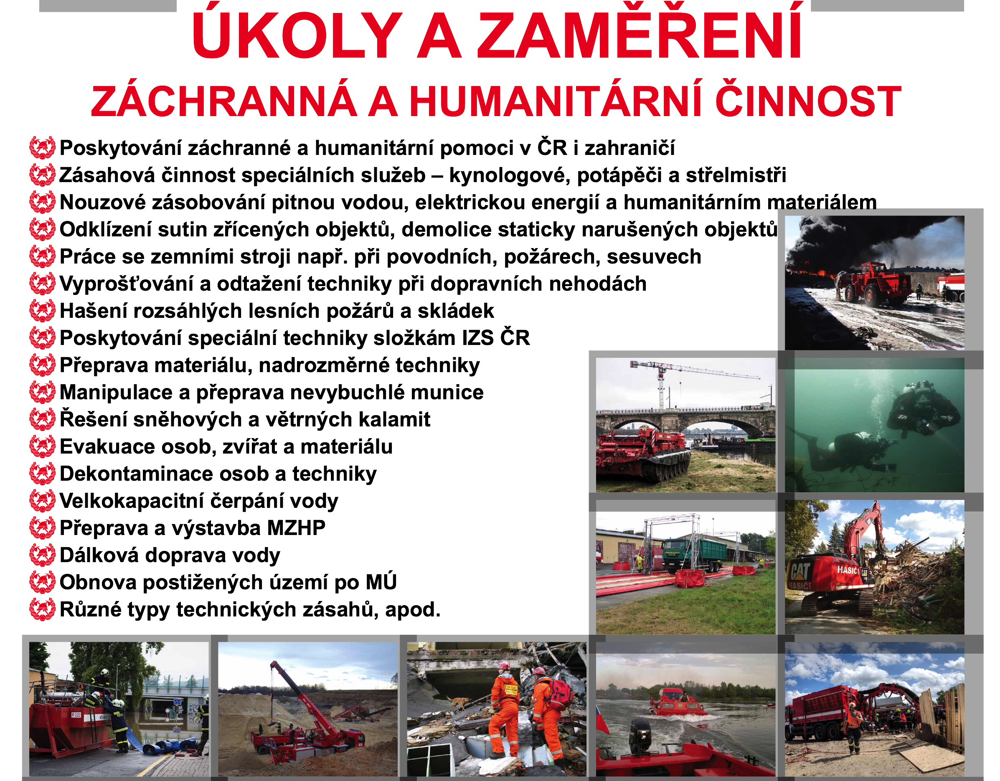 ÚKOLY A ZAMĚŘENÍ
ZÁCHRANNÁ A HUMANITÁRNÍ ČINNOST
Poskytování záchranné a humanitární pomoci v ČR i zahraničí
Zásahová činnost speciálních služeb – kynologové, potápěči a střelmistři
Nouzové zásobování pitnou vodou, elektrickou energií a humanitárním materiálem
Odklízení sutin zřícených objektů, demolice staticky narušených objektů
Práce se zemními stroji např. při povodních, požárech, sesuvech
Vyprošťování a odtažení techniky při dopravních nehodách
Hašení rozsáhlých lesních požárů a skládek
Poskytování speciální techniky složkám IZS ČR
Přeprava materiálu, nadrozměrné techniky
Manipulace a přeprava nevybuchlé munice
Řešení sněhových a větrných kalamit
Evakuace osob, zvířat a materiálu
Dekontaminace osob a techniky
Velkokapacitní čerpání vody
Přeprava a výstavba MZHP
Dálková doprava vody
Obnova postižených území po MÚ
Různé typy technických zásahů, apod.
CAT
HASIČI
HASIČI
CAT
P 222
HASIČI